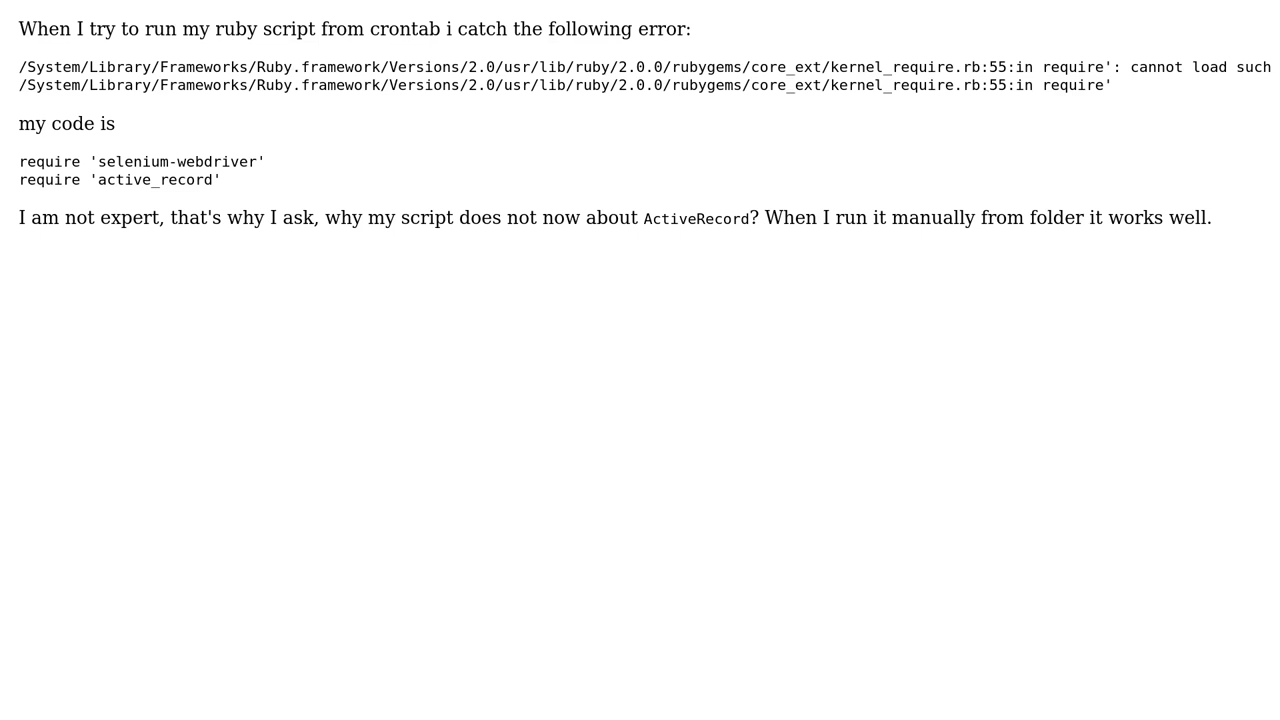 When I try to run my ruby script from crontab i catch the following error:
/System/Library/Frameworks/Ruby.framework/Versions/2.0/usr/lib/ruby/2.0.0/rubygems/core_ext/kernel_require.rb:55:in require': cannot load such
/System/Library/Frameworks/Ruby.framework/Versions/2.0/usr/lib/ruby/2.0.0/rubygems/core_ext/kernel_require.rb:55:in require'
my code is
require 'selenium-webdriver'
require 'active_record'
I am not expert, that's why I ask, why my script does not now about ActiveRecord? When I run it manually from folder it works well.